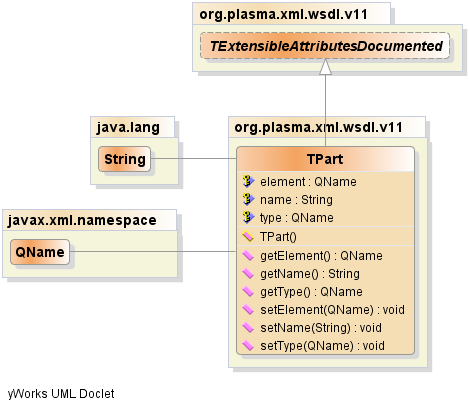 org.plasma.xml.wsdl.v11
TExtensibleAttributesDocumented
java.lang
String
org.plasma.xml.wsdl.v11
TPart
element : QName
name : String
type : QName
TPart()
getElement() : QName
getName() : String
getType() : QName
setElement(QName) : void
setName(String) : void
setType(QName) : void
javax.xml.namespace
QName
yWorks UML Doclet